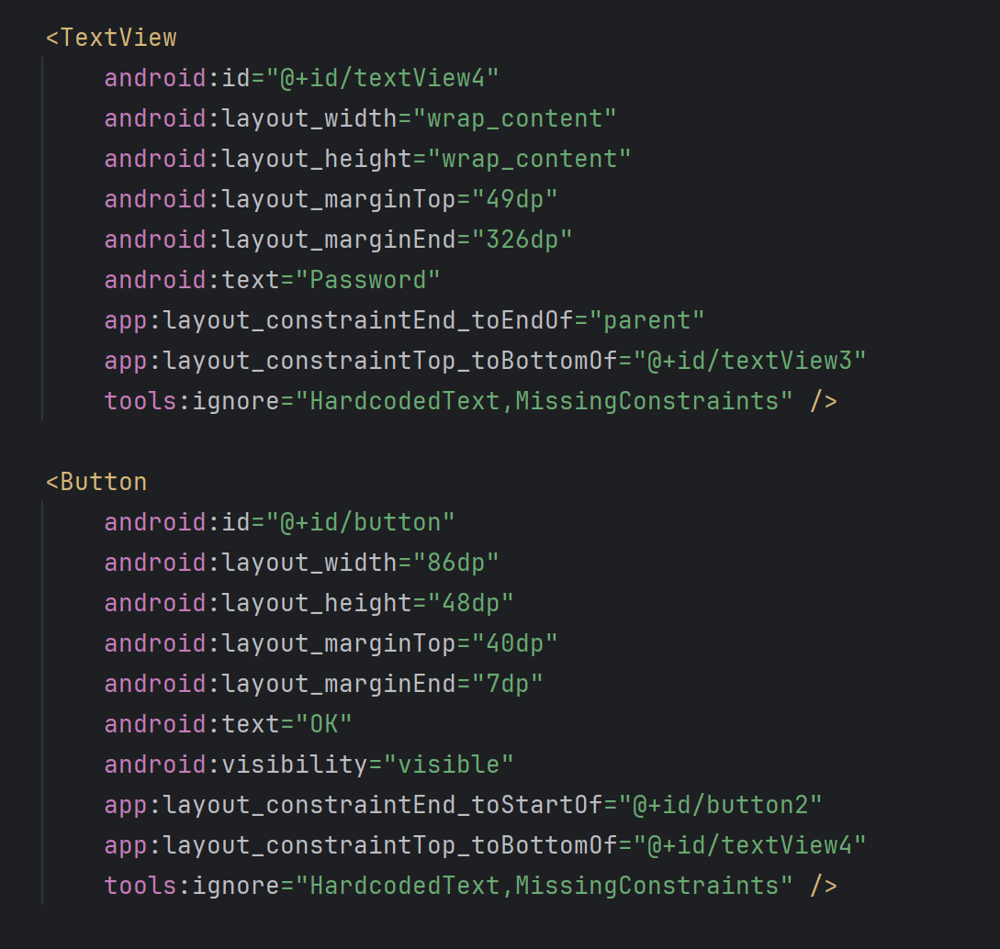 <TextView
android:id="@+id/textView4"
android:layout_width="wrap_content"
android:layout_height="wrap_content"
android:layout_marginTop="49dp"
android:layout_marginEnd="326dp"
android:text="Password"
app:layout_constraintEnd_toEndOf="parent"
app:layout_constraintTop_toBottomOf="@+id/textView3"
tools:ignore="HardcodedText,MissingConstraints" />
<Button
android:id="@+id/button"
android:layout_width="86dp"
android:layout_height="48dp"
android:layout_marginTop="40dp"
android:layout_marginEnd="7dp"
android:text="OK"
android:visibility="visible"
app:layout_constraintEnd_toStartOf="@+id/button2"
app:layout_constraintTop_toBottomOf="@+id/textView4"
tools:ignore="HardcodedText,MissingConstraints" />